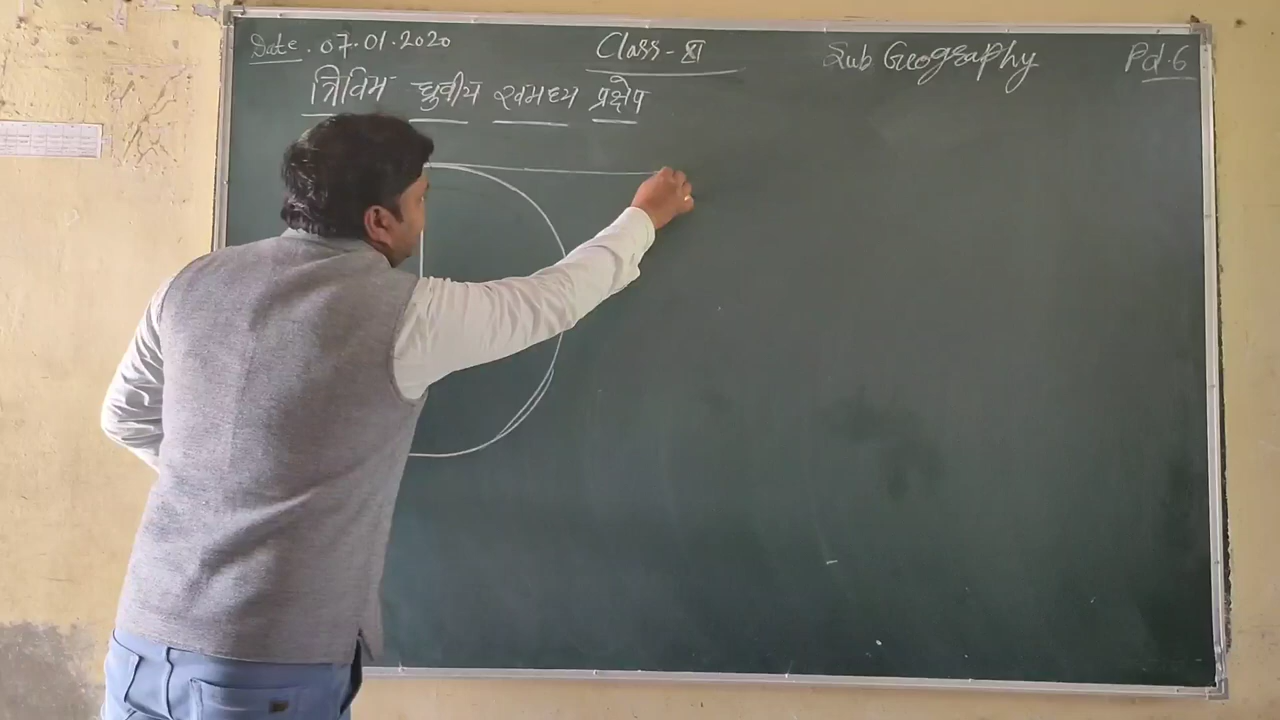 Date. 07.01.2020 Class-XI Sub Geography Pd.6
त्रिविम ध्रुवीय खमध्य प्रक्षेप